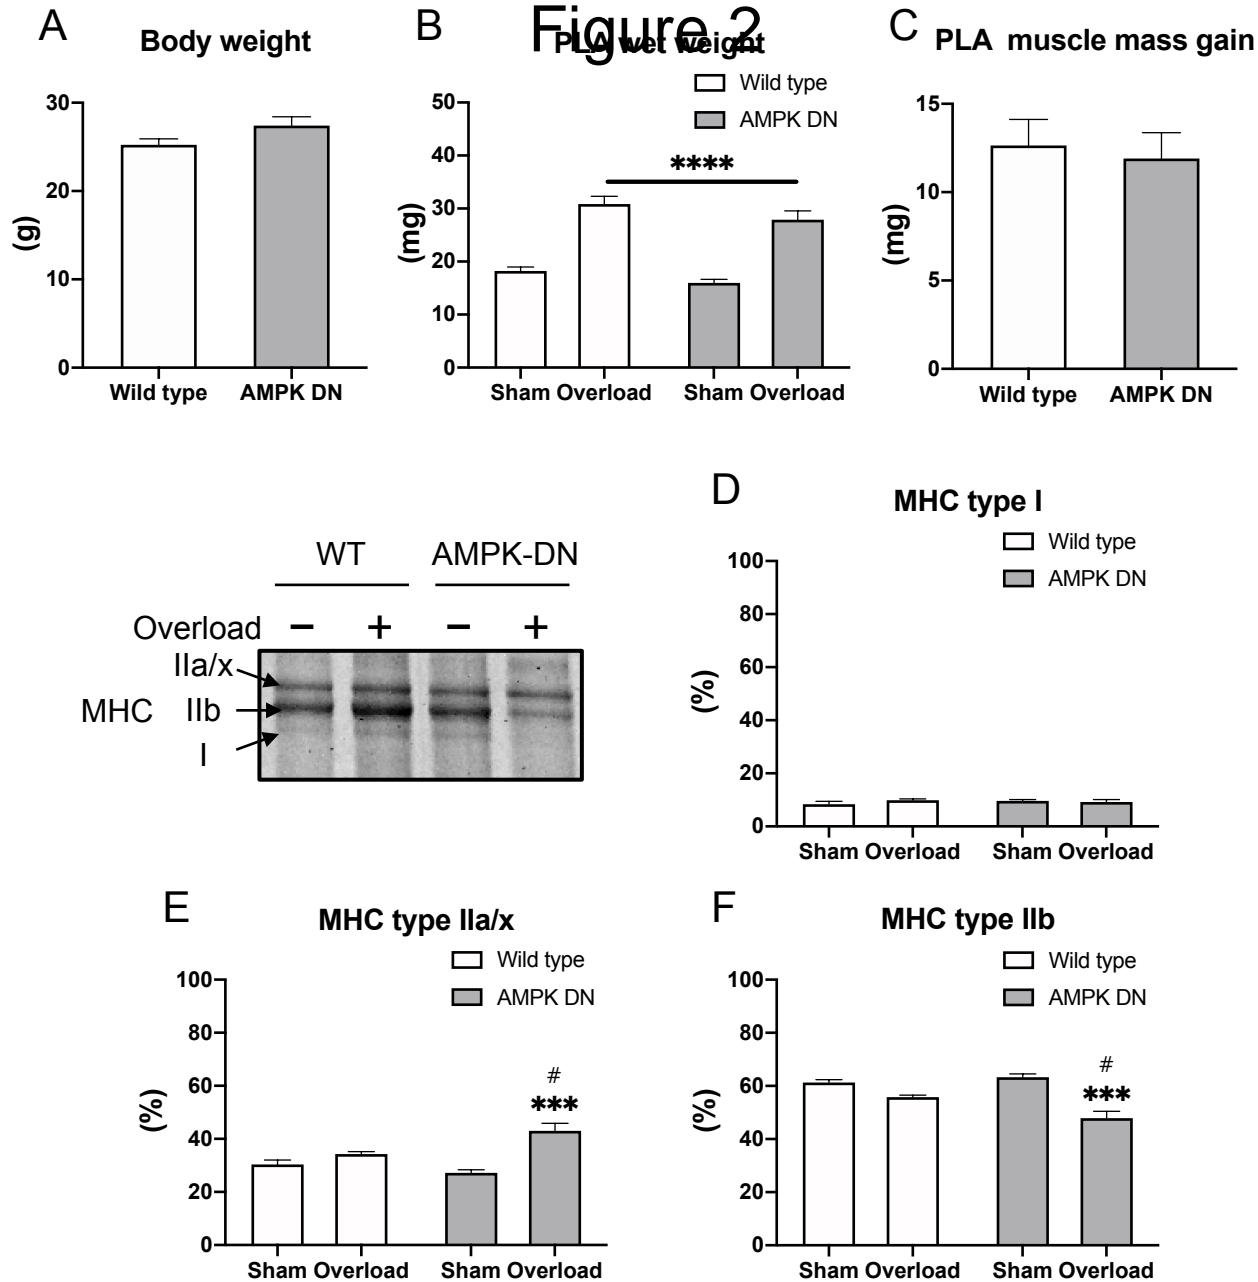 Figure 2
A
Body weight
30
20
10
0
(g)
Wild type AMPK DN
B
PLA wet weight
Wild type
AMPK DN
50
40
30
20
10
0
(mg)
****
Sham Overload Sham Overload
C
PLA muscle mass gain
15
10
5
0
(mg)
Wild type AMPK DN
WT AMPK-DN
Overload − + − +
IIa/x
MHC IIb
I
D
MHC type I
Wild type
AMPK DN
100
80
60
40
20
0
(%)
Sham Overload Sham Overload
E
MHC type IIa/x
Wild type
AMPK DN
100
80
60
40
20
0
(%)
#
***
Sham Overload Sham Overload
F
MHC type IIb
Wild type
AMPK DN
100
80
60
40
20
0
(%)
#
***
Sham Overload Sham Overload